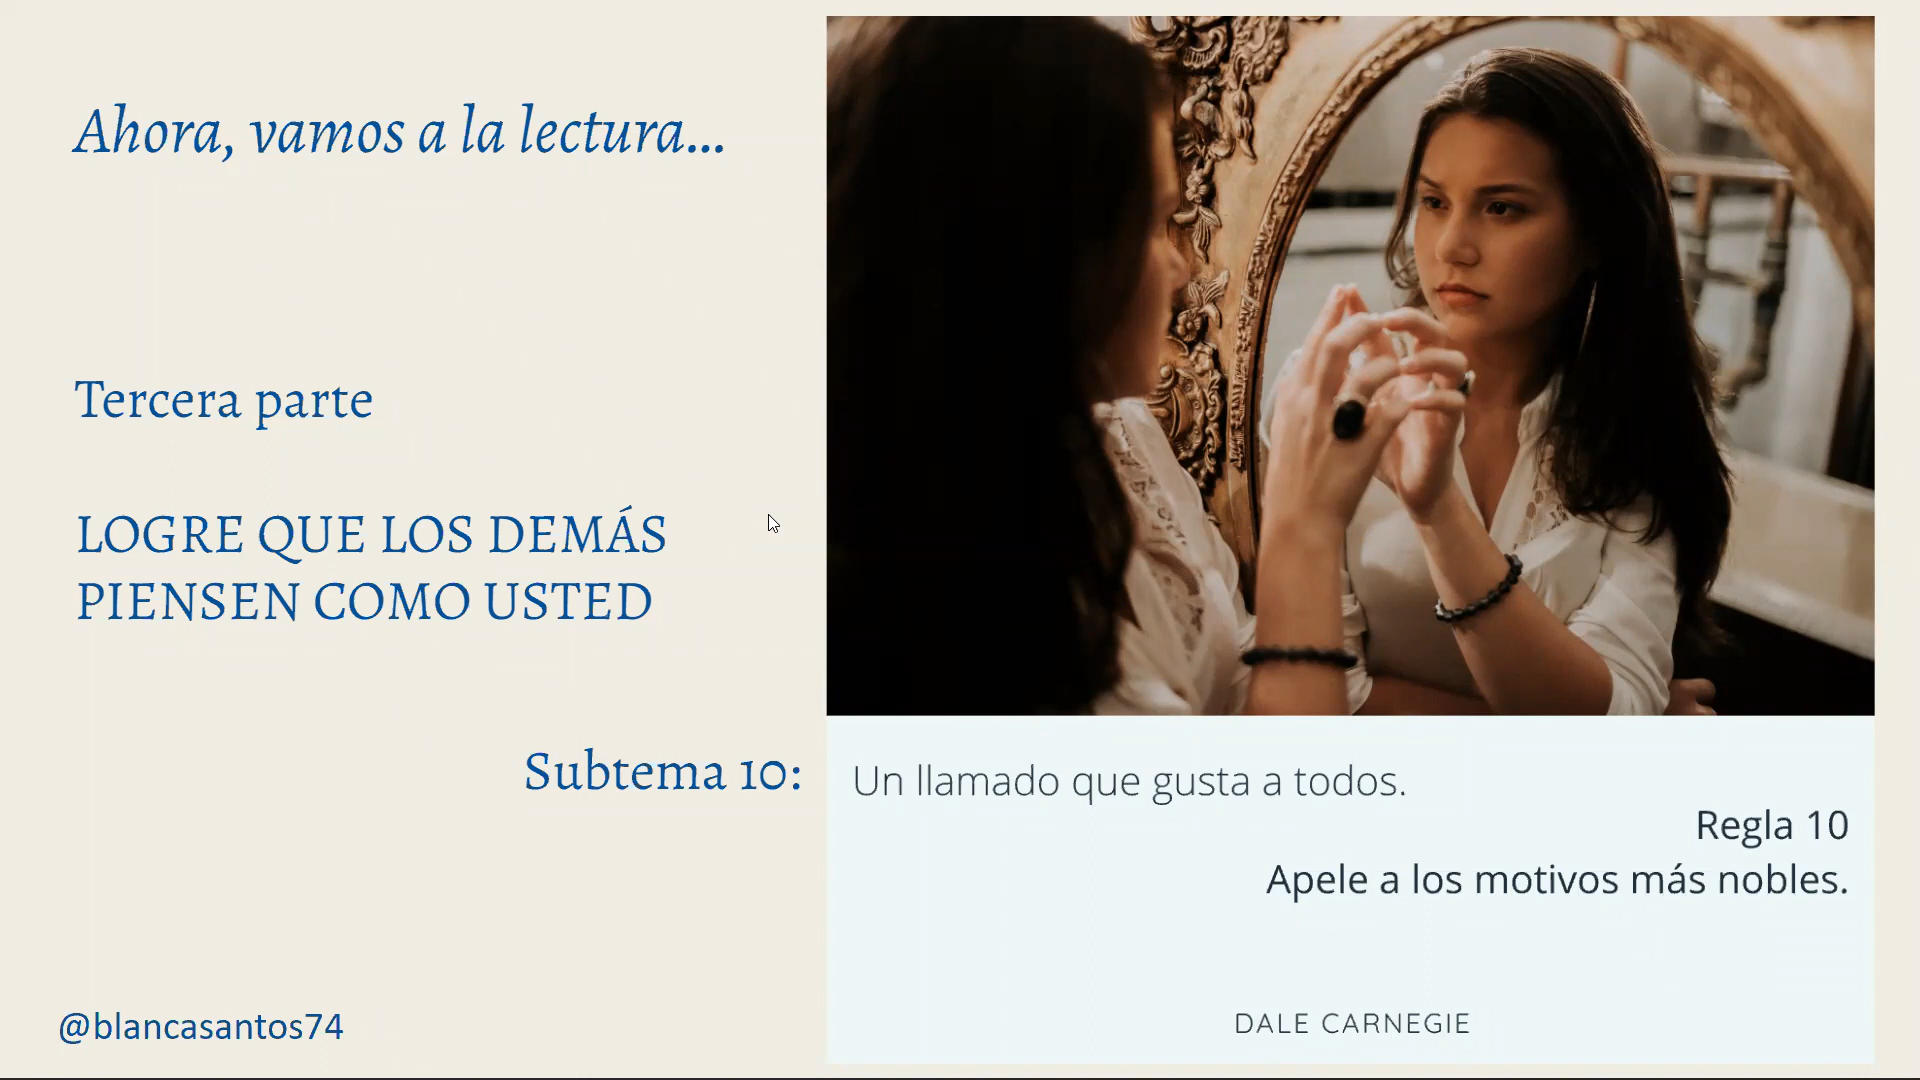 Ahora, vamos a la lectura...
Tercera parte
LOGRE QUE LOS DEMÁS
PIENSEN COMO USTED
Subtema 10:
Un llamado que gusta a todos.
Regla 10
Apele a los motivos más nobles.
DALE CARNEGIE
@blancasantos74